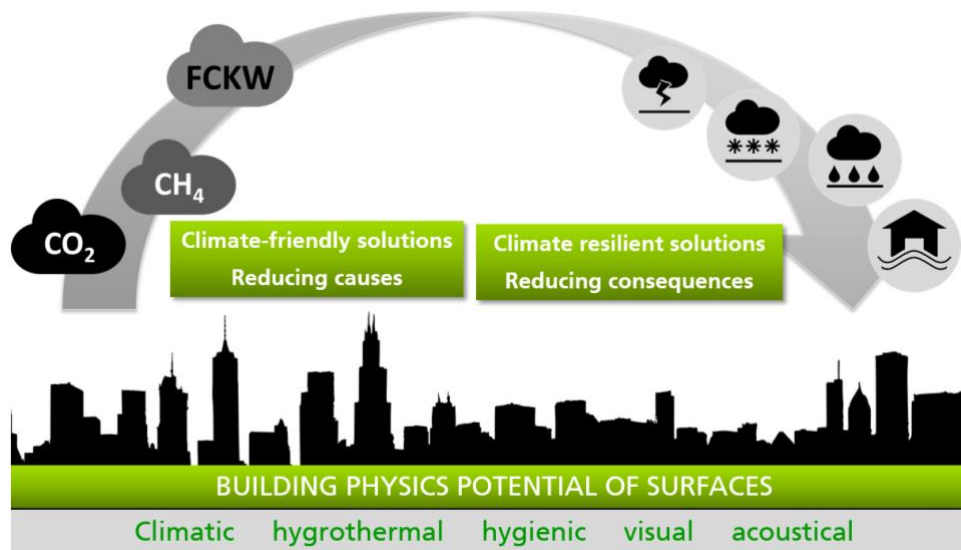 FCKW
CH₄
CO₂
Climate-friendly solutions
Reducing causes
Climate resilient solutions
Reducing consequences
BUILDING PHYSICS POTENTIAL OF SURFACES
Climatic hygrothermal hygienic visual acoustical